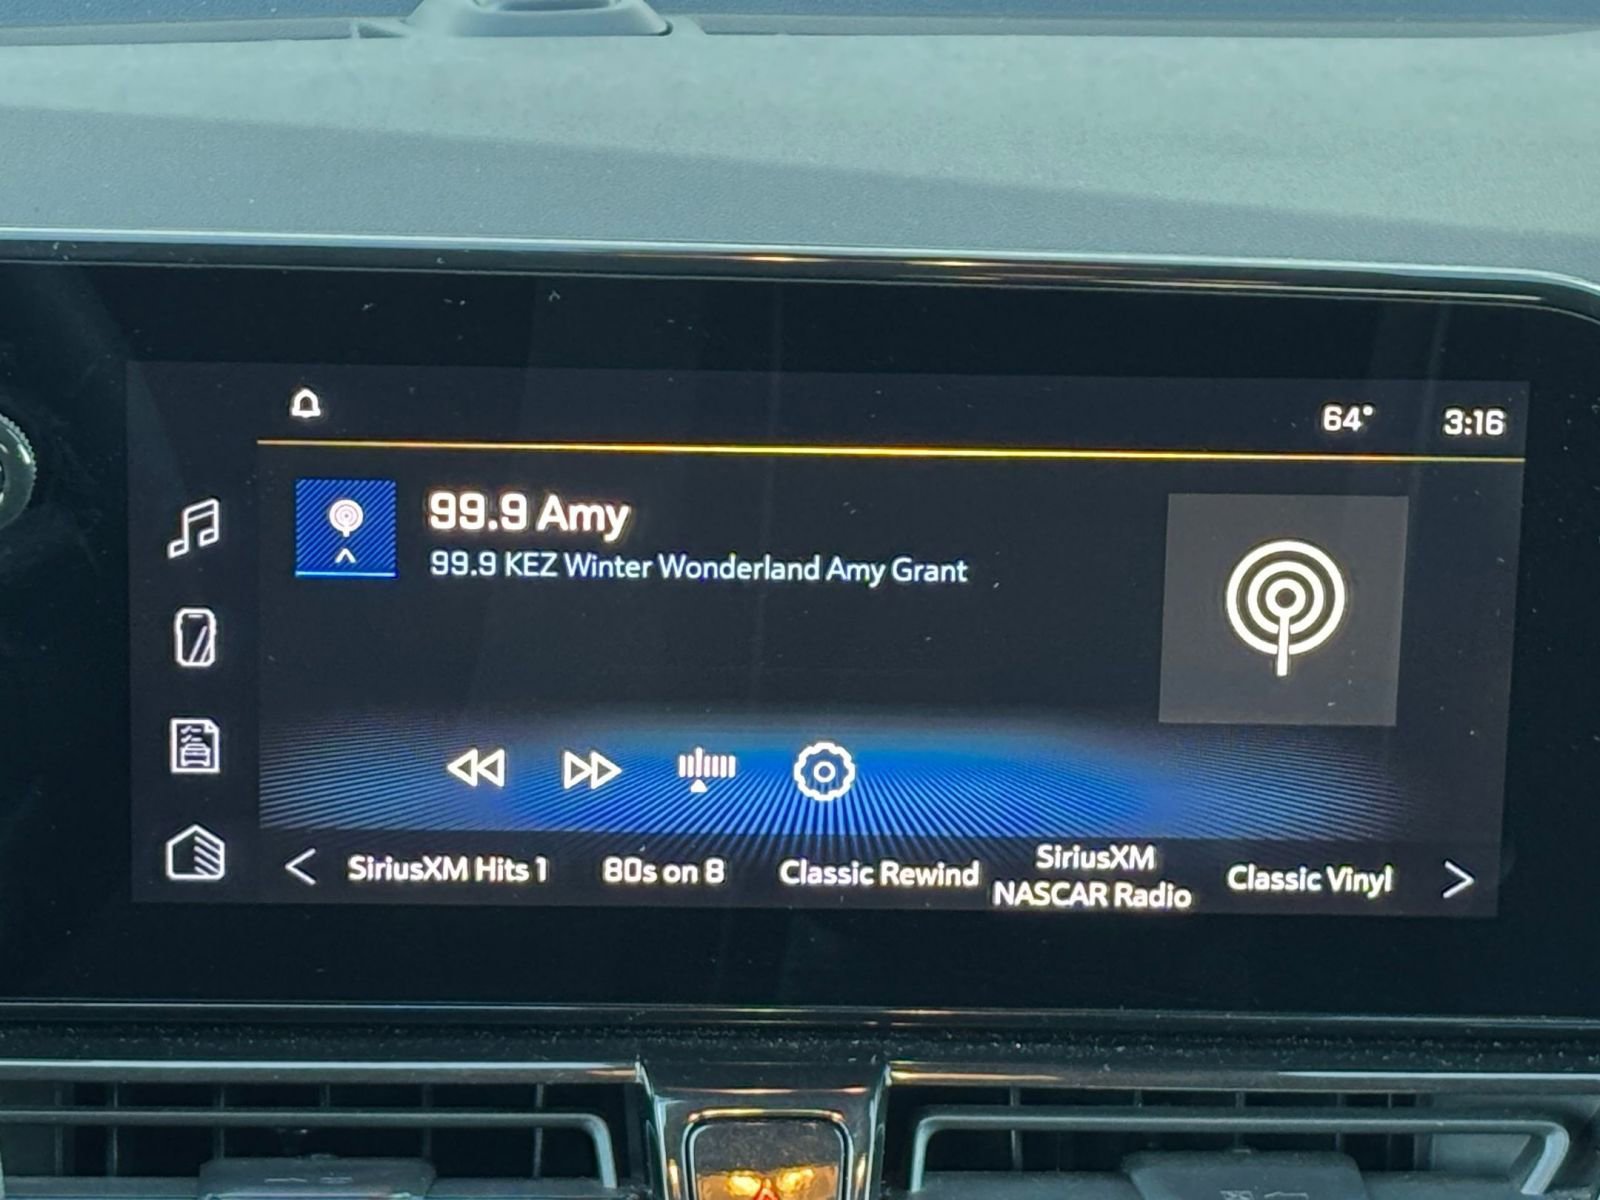 64° 3:16
99.9 Amy
99.9 KEZ Winter Wonderland Amy Grant
SiriusXM Hits 1
80s on 8
Classic Rewind
SiriusXM
NASCAR Radio
Classic Vinyl